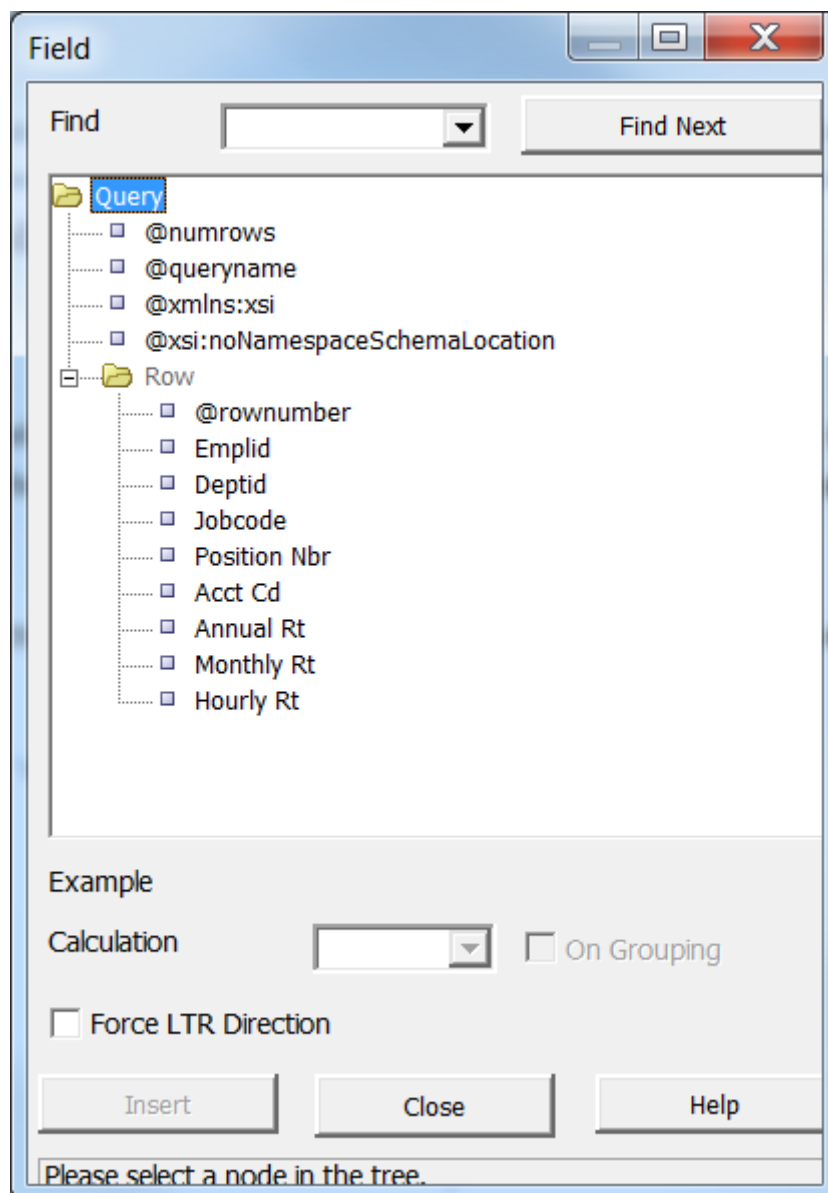 Field
Find Find Next
Query
@numrows
@queryname
@xmlns:xsi
@xsi:noNamespaceSchemaLocation
Row
@rownumber
Emplid
Deptid
Jobcode
Position Nbr
Acct Cd
Annual Rt
Monthly Rt
Hourly Rt
Example
Calculation On Grouping
Force LTR Direction
Insert Close Help
Please select a node in the tree.